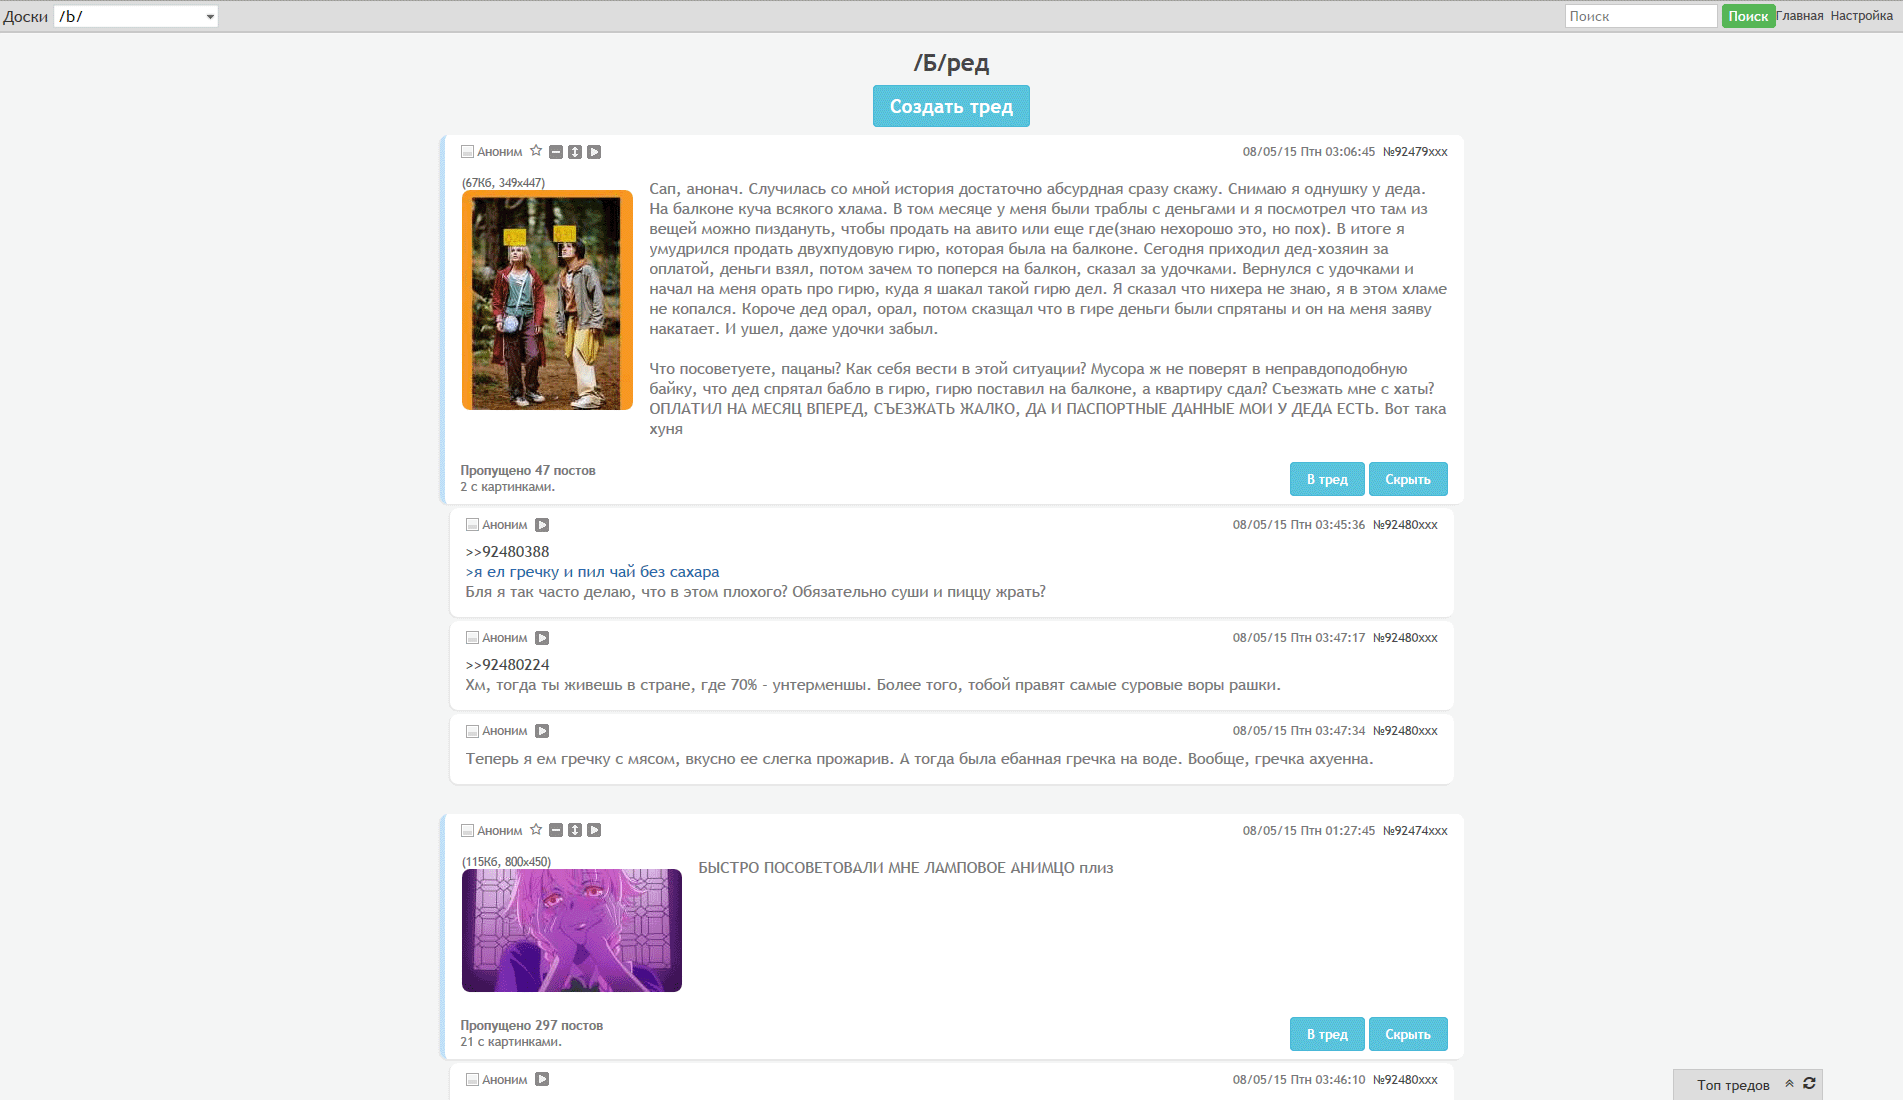 Доски /b/ Поиск Поиск Главная Настройка
/Б/ред
Создать тред
Аноним 08/05/15 Птн 03:06:45 №92479xxx
(67Кб, 349x447)
Сап, анонач. Случилась со мной история достаточно абсурдная сразу скажу. Снимаю я однушку у деда.
На балконе куча всякого хлама. В том месяце у меня были траблы с деньгами и я посмотрел что там из
вещей можно пиздануть, чтобы продать на авито или еще где(знаю нехорошо это, но пох). В итоге я
умудрился продать двухпудовую гирю, которая была на балконе. Сегодня приходил дед-хозяин за
оплатой, деньги взял, потом зачем то поперся на балкон, сказал за удочками. Вернулся с удочками и
начал на меня орать про гирю, куда я шакал такой гирю дел. Я сказал что нихера не знаю, я в этом хламе
не копался. Короче дед орал, орал, потом сказщал что в гире деньги были спрятаны и он на меня заяву
накатает. И ушел, даже удочки забыл.
Что посоветуете, пацаны? Как себя вести в этой ситуации? Мусора ж не поверят в неправдоподобную
байку, что дед спрятал бабло в гирю, гирю поставил на балконе, а квартиру сдал? Съезжать мне с хаты?
ОПЛАТИЛ НА МЕСЯЦ ВПЕРЕД, СЪЕЗЖАТЬ ЖАЛКО, ДА И ПАСПОРТНЫЕ ДАННЫЕ МОИ У ДЕДА ЕСТЬ. Вот така
хуня
Пропущено 47 постов
2 с картинками.
В тред Скрыть
Аноним 08/05/15 Птн 03:45:36 №92480xxx
>>92480388
>я ел гречку и пил чай без сахара
Бля я так часто делаю, что в этом плохого? Обязательно суши и пиццу жрать?
Аноним 08/05/15 Птн 03:47:17 №92480xxx
>>92480224
Хм, тогда ты живешь в стране, где 70% - унтерменшы. Более того, тобой правят самые суровые воры рашки.
Аноним 08/05/15 Птн 03:47:34 №92480xxx
Теперь я ем гречку с мясом, вкусно ее слегка прожарив. А тогда была ебанная гречка на воде. Вообще, гречка ахуенна.
Аноним 08/05/15 Птн 01:27:45 №92474xxx
(115Кб, 800x450)
БЫСТРО ПОСОВЕТОВАЛИ МНЕ ЛАМПОВОЕ АНИМЦО плиз
Пропущено 297 постов
21 с картинками.
В тред Скрыть
Аноним 08/05/15 Птн 03:46:10 №92480xxx
Топ тредов